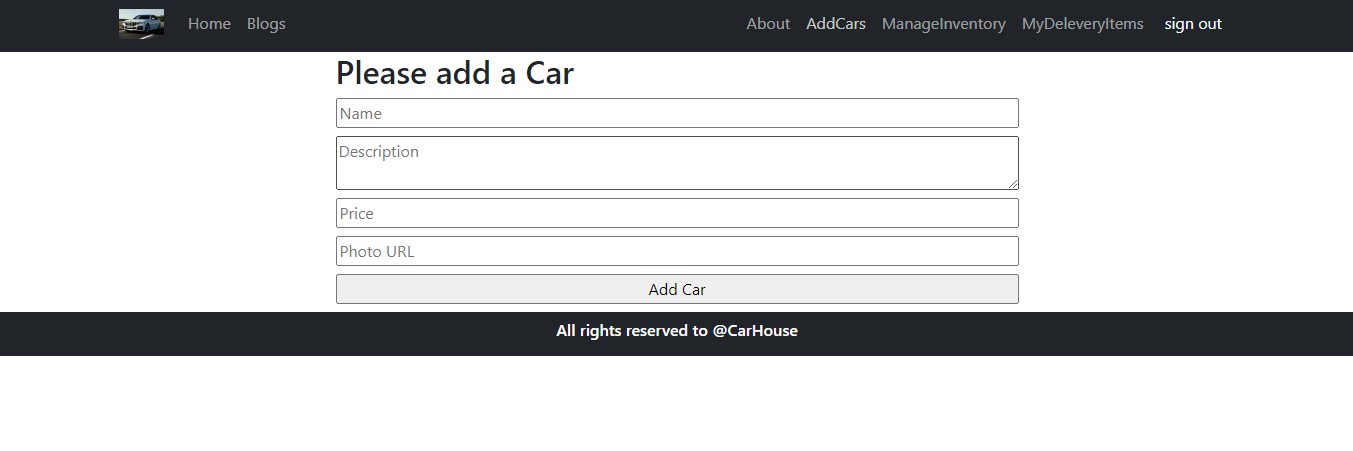 Home Blogs About AddCars ManageInventory MyDeleveryItems sign out
Please add a Car
Name
Description
Price
Photo URL
Add Car
All rights reserved to @CarHouse